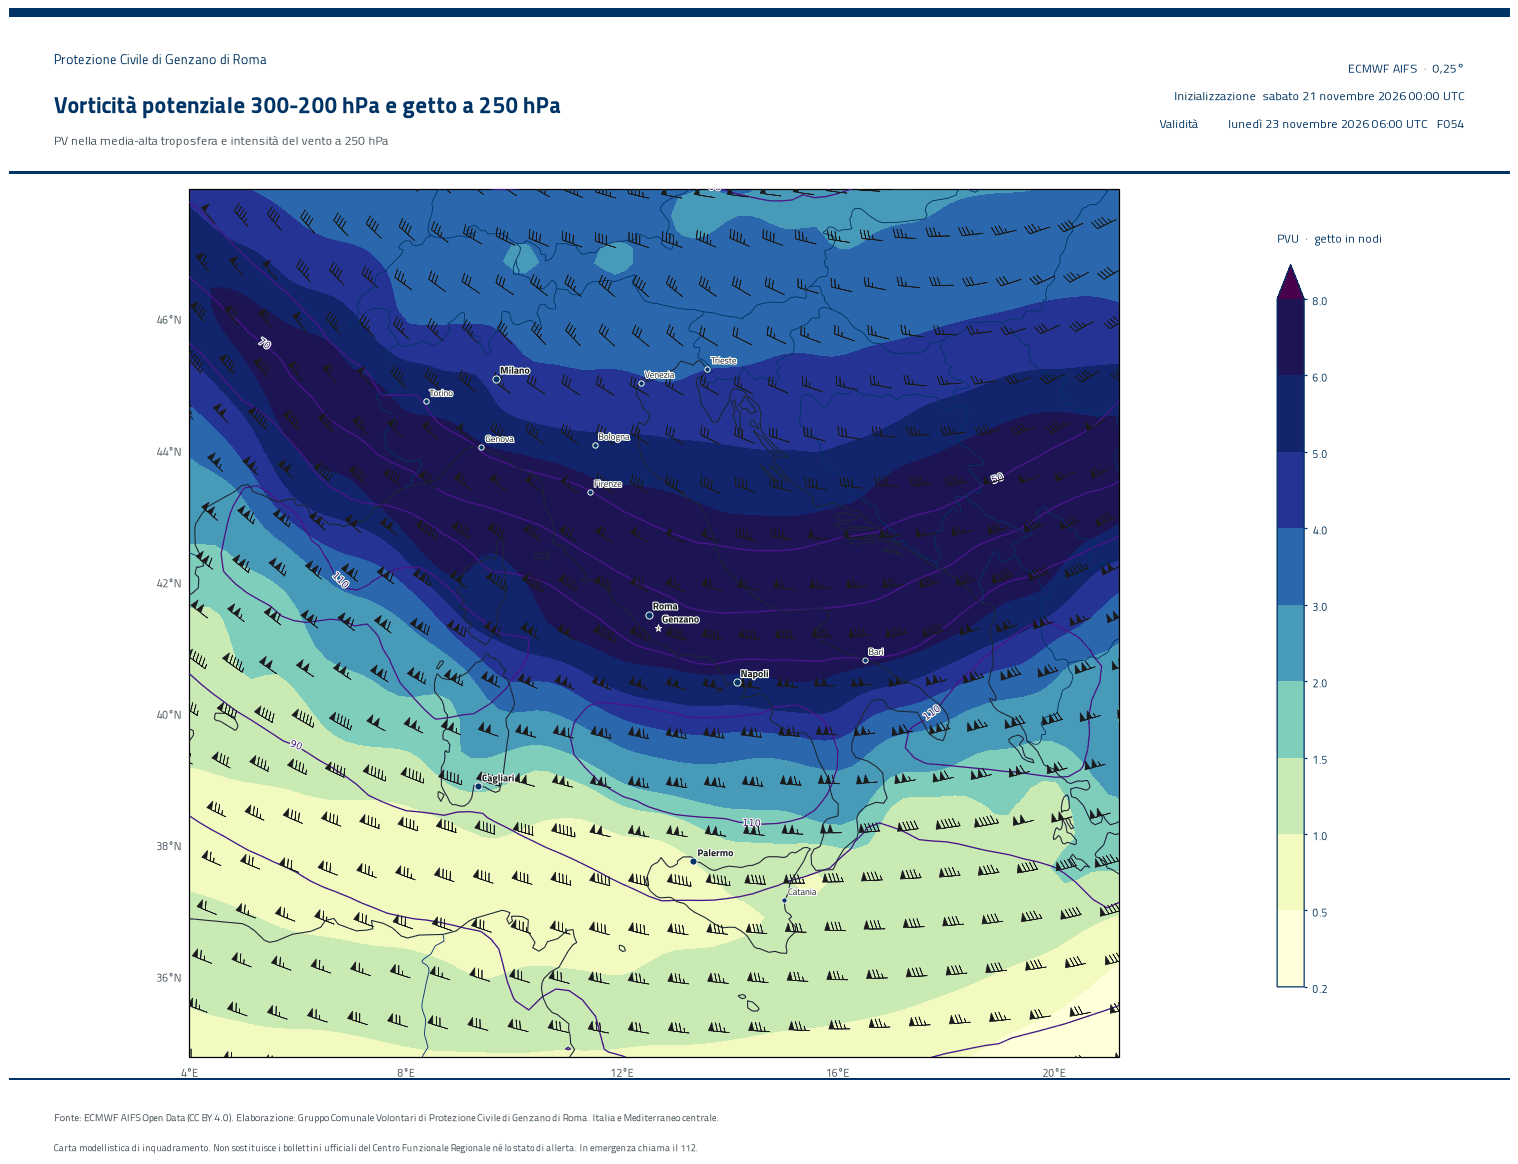 Protezione Civile di Genzano di Roma
Vorticità potenziale 300-200 hPa e getto a 250 hPa
PV nella media-alta troposfera e intensità del vento a 250 hPa
ECMWF AIFS · 0,25°
Inizializzazione sabato 21 novembre 2026 00:00 UTC
Validità lunedì 23 novembre 2026 06:00 UTC F054
PVU · getto in nodi
8.0
6.0
5.0
4.0
3.0
2.0
1.5
1.0
0.5
0.2
46°N
44°N
42°N
40°N
38°N
36°N
4°E
8°E
12°E
16°E
20°E
70
Milano
Venezia
Trieste
Torino
Genova
Bologna
Firenze
50
110
Roma
Genzano
Bari
Napoli
110
90
Cagliari
110
Palermo
Catania
Fonte: ECMWF AIFS Open Data (CC BY 4.0). Elaborazione: Gruppo Comunale Volontari di Protezione Civile di Genzano di Roma. Italia e Mediterraneo centrale.
Carta modellistica di inquadramento. Non sostituisce i bollettini ufficiali del Centro Funzionale Regionale né lo stato di allerta. In emergenza chiama il 112.